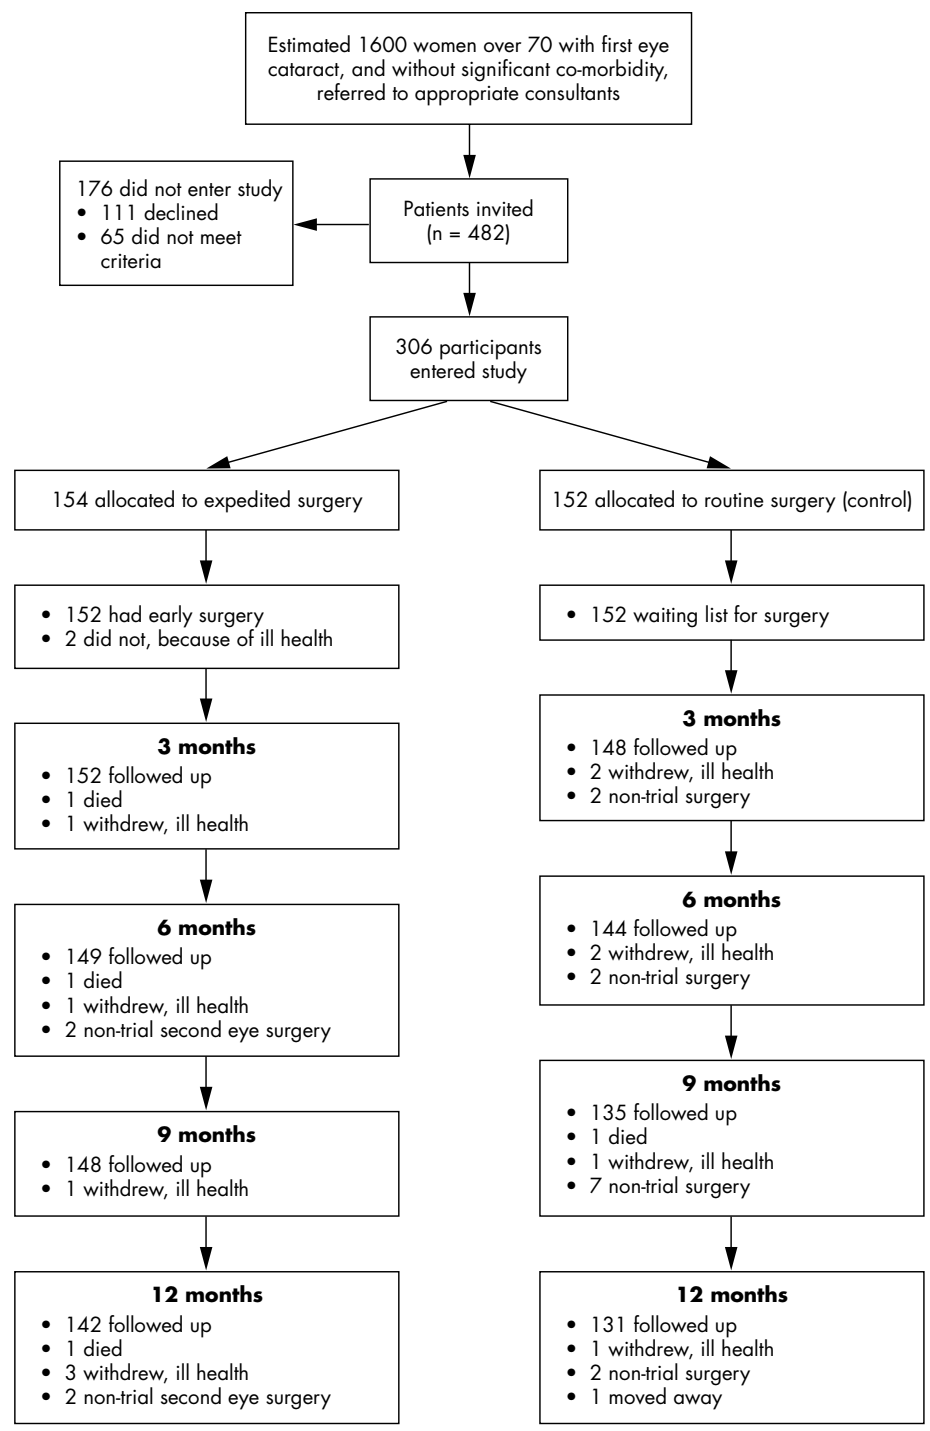 Estimated 1600 women over 70 with first eye
cataract, and without significant co-morbidity,
referred to appropriate consultants
176 did not enter study
• 111 declined
• 65 did not meet
criteria
Patients invited
(n = 482)
306 participants
entered study
154 allocated to expedited surgery
152 allocated to routine surgery (control)
• 152 had early surgery
• 2 did not, because of ill health
• 152 waiting list for surgery
3 months
• 152 followed up
• 1 died
• 1 withdrew, ill health
3 months
• 148 followed up
• 2 withdrew, ill health
• 2 non-trial surgery
6 months
• 149 followed up
• 1 died
• 1 withdrew, ill health
• 2 non-trial second eye surgery
6 months
• 144 followed up
• 2 withdrew, ill health
• 2 non-trial surgery
9 months
• 148 followed up
• 1 withdrew, ill health
9 months
• 135 followed up
• 1 died
• 1 withdrew, ill health
• 7 non-trial surgery
12 months
• 142 followed up
• 1 died
• 3 withdrew, ill health
• 2 non-trial second eye surgery
12 months
• 131 followed up
• 1 withdrew, ill health
• 2 non-trial surgery
• 1 moved away